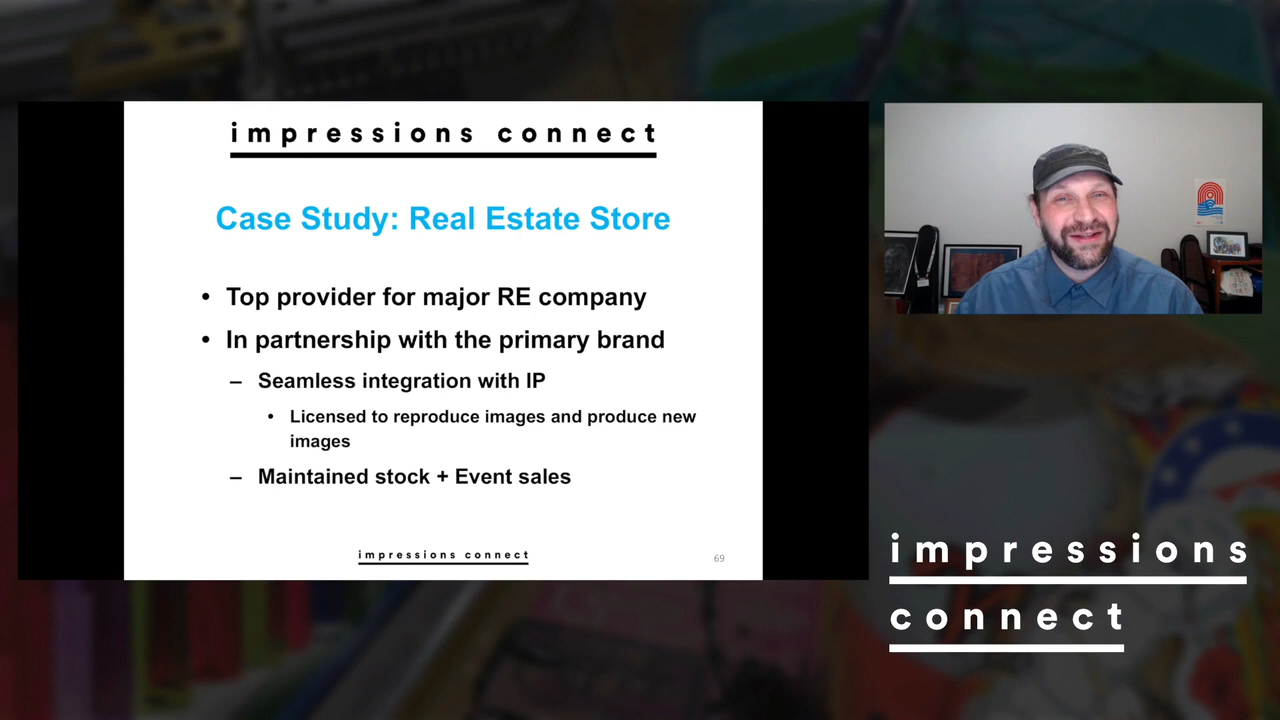 impressions connect
Case Study: Real Estate Store
• Top provider for major RE company
• In partnership with the primary brand
– Seamless integration with IP
• Licensed to reproduce images and produce new
images
– Maintained stock + Event sales
impressions connect
69
impressions
connect